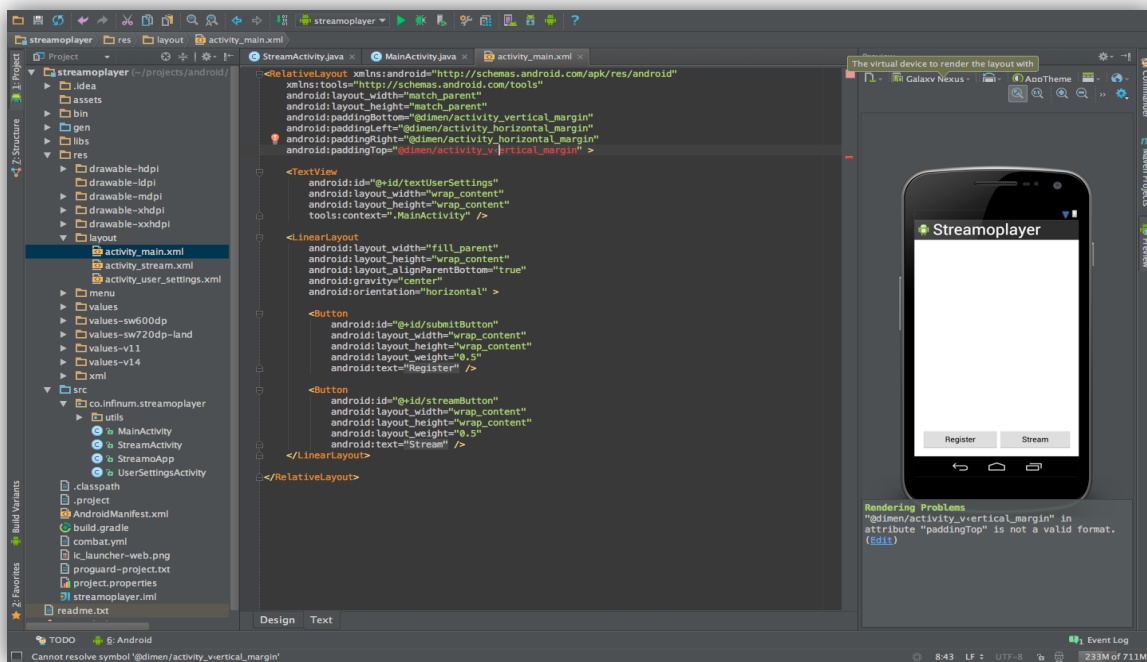 streamoplayer
streamoplayer res layout activity_main.xml
Project
StreamActivity.java MainActivity.java activity_main.xml
1: Project
Z: Structure
Build Variants
2: Favorites
streamoplayer (~/projects/android/
.idea
assets
bin
gen
libs
res
drawable-hdpi
drawable-ldpi
drawable-mdpi
drawable-xhdpi
drawable-xxhdpi
layout
activity_main.xml
activity_stream.xml
activity_user_settings.xml
menu
values
values-sw600dp
values-sw720dp-land
values-v11
values-v14
xml
src
co.infinum.streamoplayer
utils
MainActivity
StreamActivity
StreamoApp
UserSettingsActivity
.classpath
.project
AndroidManifest.xml
build.gradle
combat.yml
ic_launcher-web.png
proguard-project.txt
project.properties
streamoplayer.iml
readme.txt
<RelativeLayout xmlns:android="http://schemas.android.com/apk/res/android"
xmlns:tools="http://schemas.android.com/tools"
android:layout_width="match_parent"
android:layout_height="match_parent"
android:paddingBottom="@dimen/activity_vertical_margin"
android:paddingLeft="@dimen/activity_horizontal_margin"
android:paddingRight="@dimen/activity_horizontal_margin"
android:paddingTop="@dimen/activity_v‹ertical_margin" >
<TextView
android:id="@+id/textUserSettings"
android:layout_width="wrap_content"
android:layout_height="wrap_content"
tools:context=".MainActivity" />
<LinearLayout
android:layout_width="fill_parent"
android:layout_height="wrap_content"
android:layout_alignParentBottom="true"
android:gravity="center"
android:orientation="horizontal" >
<Button
android:id="@+id/submitButton"
android:layout_width="wrap_content"
android:layout_height="wrap_content"
android:layout_weight="0.5"
android:text="Register" />
<Button
android:id="@+id/streamButton"
android:layout_width="wrap_content"
android:layout_height="wrap_content"
android:layout_weight="0.5"
android:text="Stream" />
</LinearLayout>
</RelativeLayout>
Design Text
The virtual device to render the layout with
Galaxy Nexus AppTheme
Commander
Maven Projects
Preview
Streamoplayer
Register Stream
Rendering Problems
"@dimen/activity_v‹ertical_margin" in
attribute "paddingTop" is not a valid format.
(Edit)
TODO 6: Android 1 Event Log
Cannot resolve symbol '@dimen/activity_v‹ertical_margin' 8:43 LF UTF-8 233M of 711M